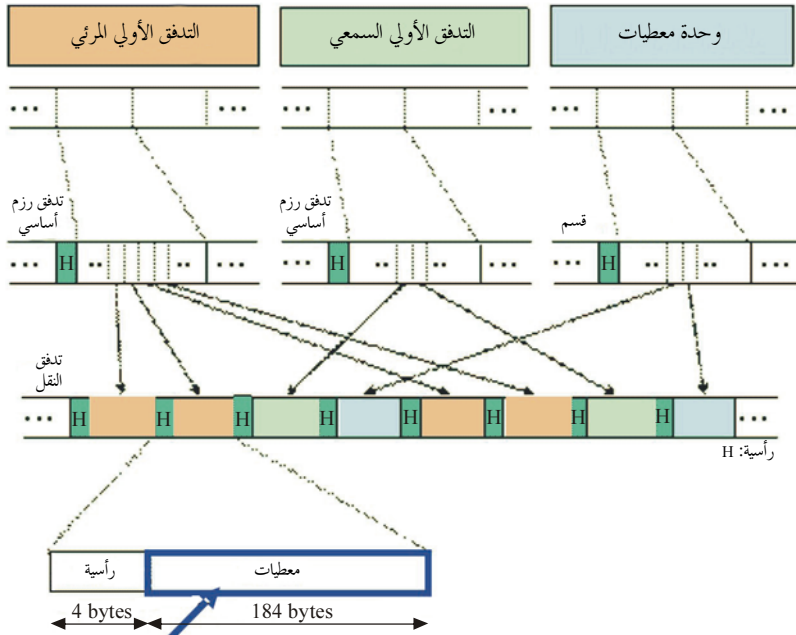 التدفق الأولي المرئي
التدفق الأولي السمعي
وحدة معطيات
... ...
... ...
... ...
تدفق رزم
أساسي
تدفق رزم
أساسي
قسم
... H .. .. ...
... H .. .. ...
... H .. .. ...
تدفق
النقل
... H H H H H H H H ...
H :رأسية
رأسية
معطيات
4 bytes
184 bytes